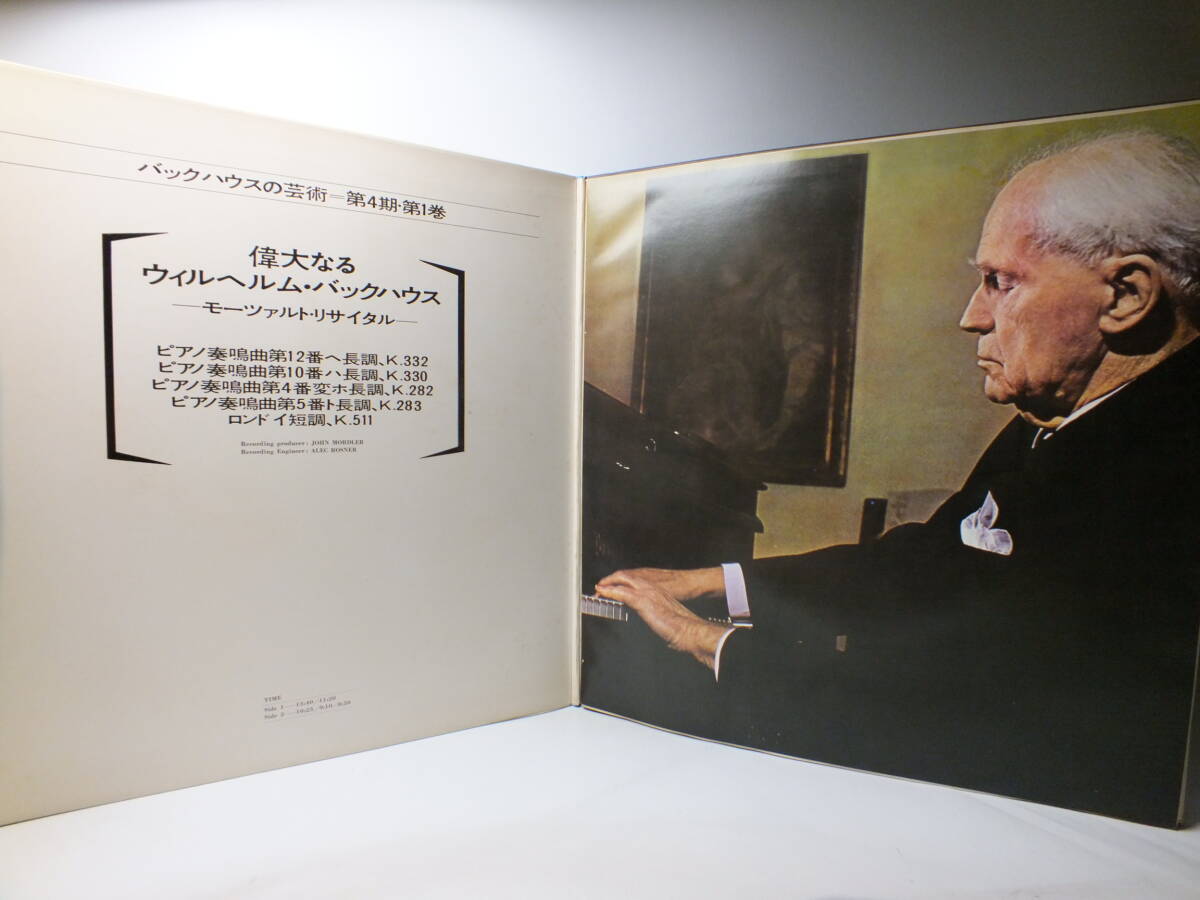 バックハウスの芸術=第4期・第1巻
偉大なる
ウィルヘルム・バックハウス
―モーツァルト・リサイタル―
ピアノ奏鳴曲第12番ヘ長調、K.332
ピアノ奏鳴曲第10番ハ長調、K.330
ピアノ奏鳴曲第4番変ホ長調、K.282
ピアノ奏鳴曲第5番ト長調、K.283
ロンド イ短調、K.511
Recording producer: JOHN MORDLER
Recording Engineer: ALEC ROSNER
TIME
Side 1
Side 2